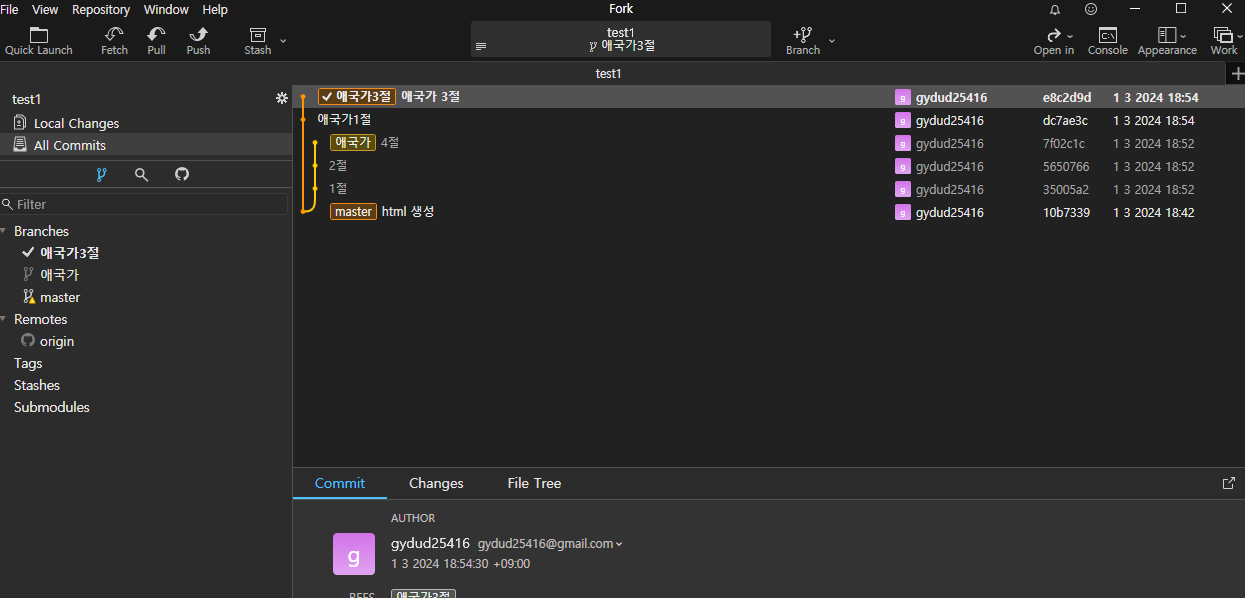 File View Repository Window Help Fork
Quick Launch Fetch Pull Push Stash test1 Branch Open in Console Appearance Work
애국가3절
test1
test1
Local Changes
All Commits
Filter
Branches
애국가3절
애국가
master
Remotes
origin
Tags
Stashes
Submodules
애국가3절 애국가 3절 g gydud25416 e8c2d9d 1 3 2024 18:54
애국가1절 g gydud25416 dc7ae3c 1 3 2024 18:54
애국가 4절 g gydud25416 7f02c1c 1 3 2024 18:52
2절 g gydud25416 5650766 1 3 2024 18:52
1절 g gydud25416 35005a2 1 3 2024 18:52
master html 생성 g gydud25416 10b7339 1 3 2024 18:42
Commit Changes File Tree
AUTHOR
g gydud25416 gydud25416@gmail.com
1 3 2024 18:54:30 +09:00
REFS 애국가3절